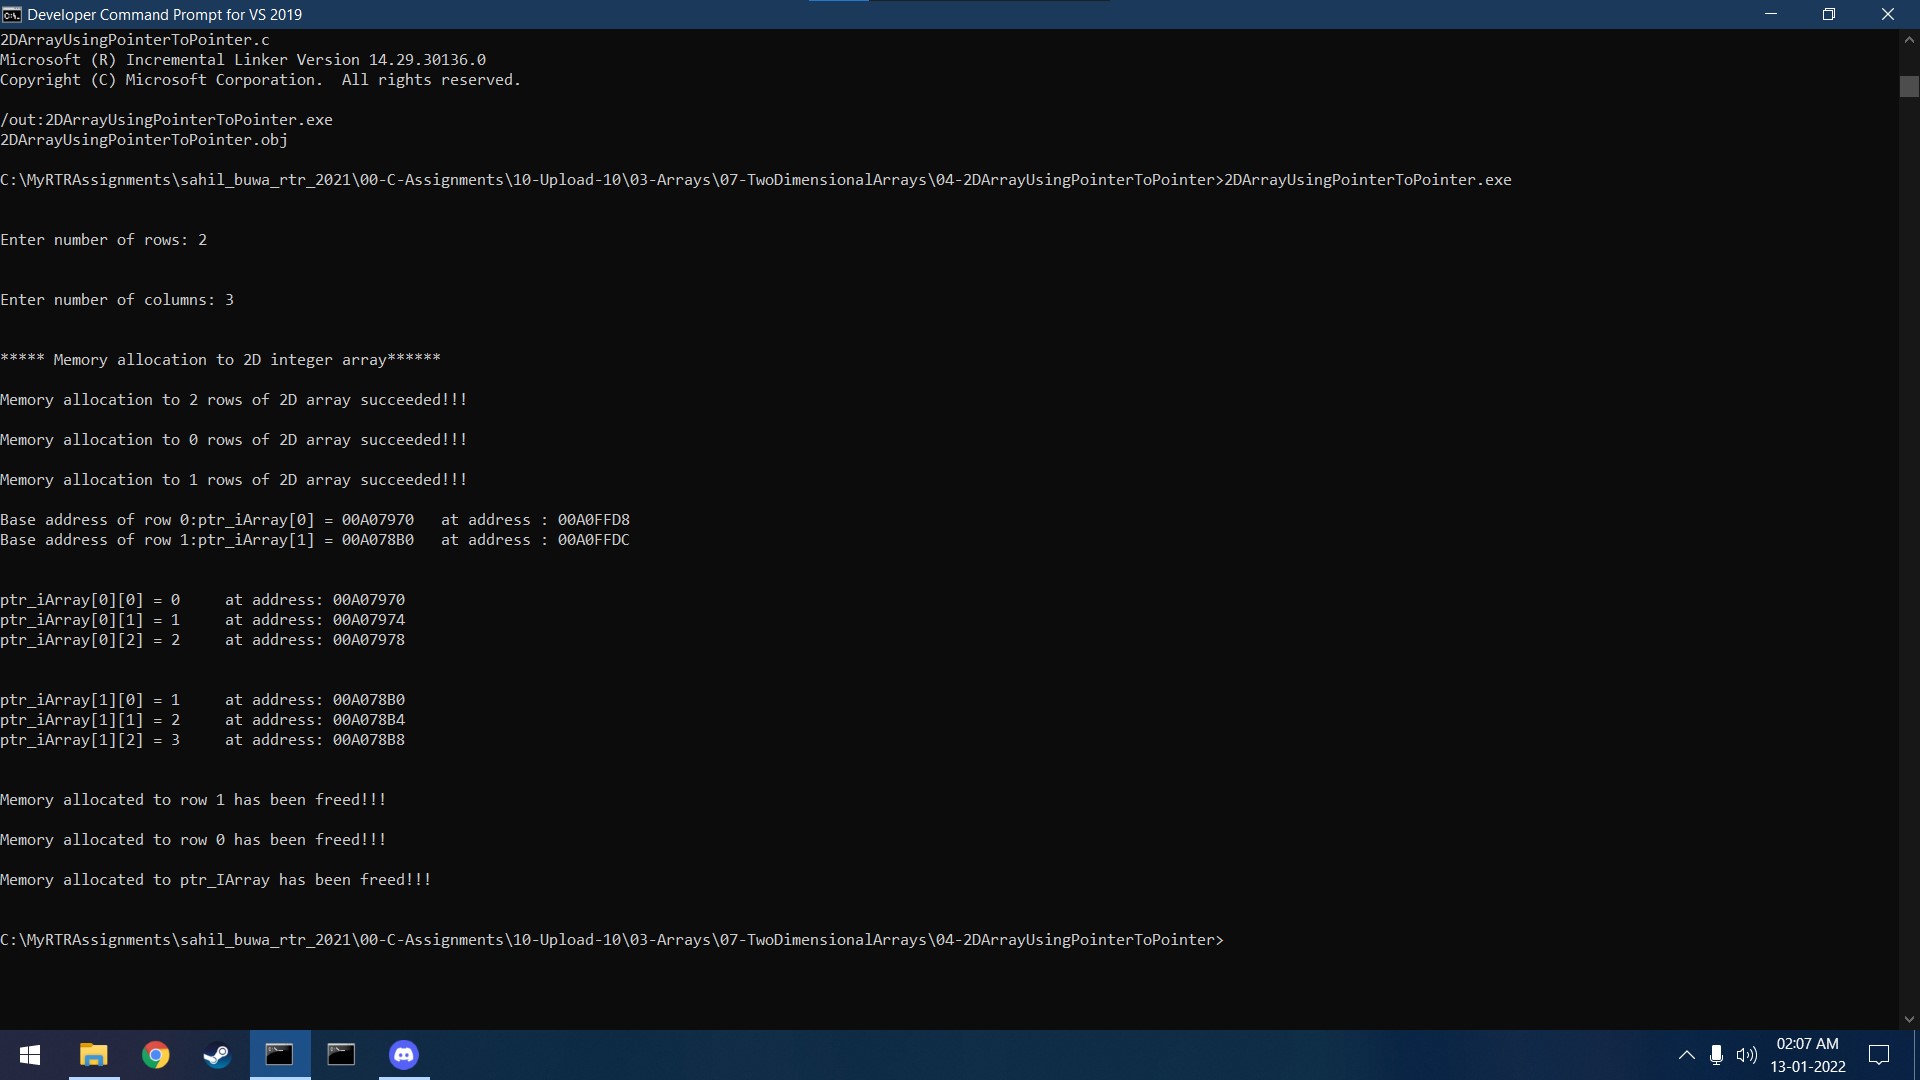 Developer Command Prompt for VS 2019
2DArrayUsingPointerToPointer.c
Microsoft (R) Incremental Linker Version 14.29.30136.0
Copyright (C) Microsoft Corporation.  All rights reserved.
/out:2DArrayUsingPointerToPointer.exe
2DArrayUsingPointerToPointer.obj
C:\MyRTRAssignments\sahil_buwa_rtr_2021\00-C-Assignments\10-Upload-10\03-Arrays\07-TwoDimensionalArrays\04-2DArrayUsingPointerToPointer>2DArrayUsingPointerToPointer.exe
Enter number of rows: 2
Enter number of columns: 3
***** Memory allocation to 2D integer array******
Memory allocation to 2 rows of 2D array succeeded!!!
Memory allocation to 0 rows of 2D array succeeded!!!
Memory allocation to 1 rows of 2D array succeeded!!!
Base address of row 0:ptr_iArray[0] = 00A07970   at address : 00A0FFD8
Base address of row 1:ptr_iArray[1] = 00A078B0   at address : 00A0FFDC
ptr_iArray[0][0] = 0     at address: 00A07970
ptr_iArray[0][1] = 1     at address: 00A07974
ptr_iArray[0][2] = 2     at address: 00A07978
ptr_iArray[1][0] = 1     at address: 00A078B0
ptr_iArray[1][1] = 2     at address: 00A078B4
ptr_iArray[1][2] = 3     at address: 00A078B8
Memory allocated to row 1 has been freed!!!
Memory allocated to row 0 has been freed!!!
Memory allocated to ptr_IArray has been freed!!!
C:\MyRTRAssignments\sahil_buwa_rtr_2021\00-C-Assignments\10-Upload-10\03-Arrays\07-TwoDimensionalArrays\04-2DArrayUsingPointerToPointer>
02:07 AM
13-01-2022